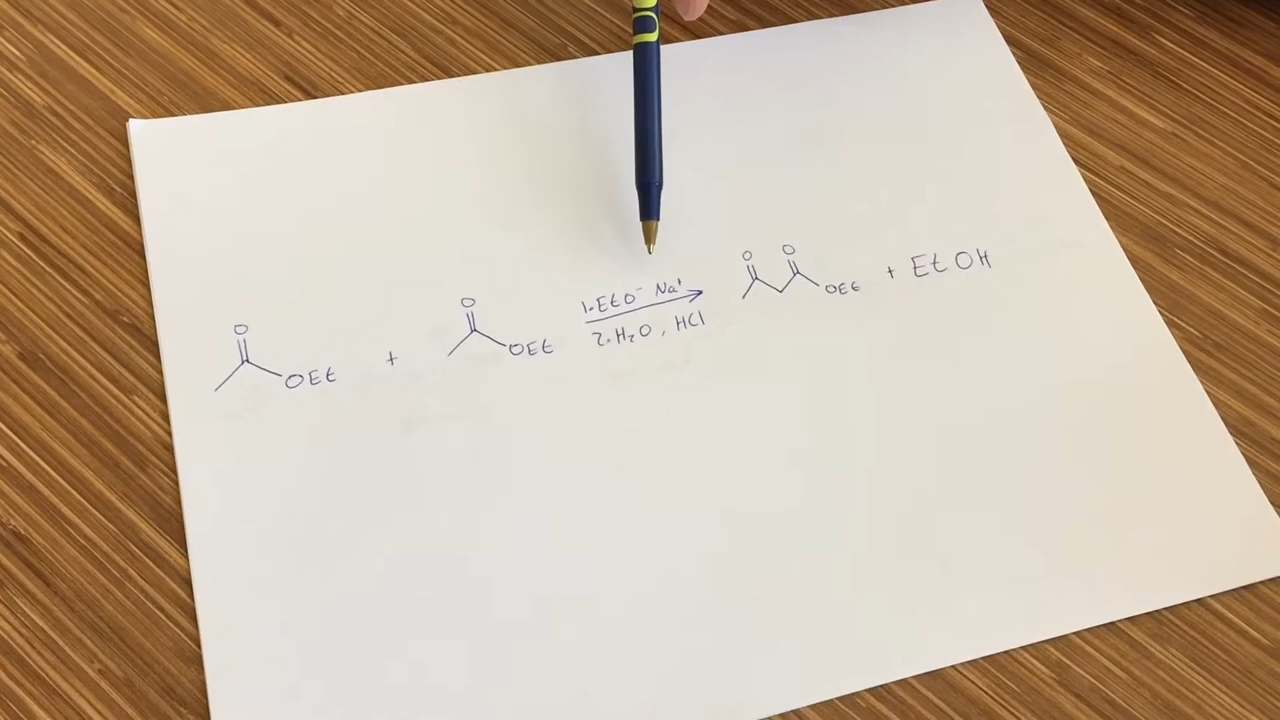 O O OEt + OEt 1. EtO⁻ Na⁺ O O OEt + EtOH
2. H₂O , HCl